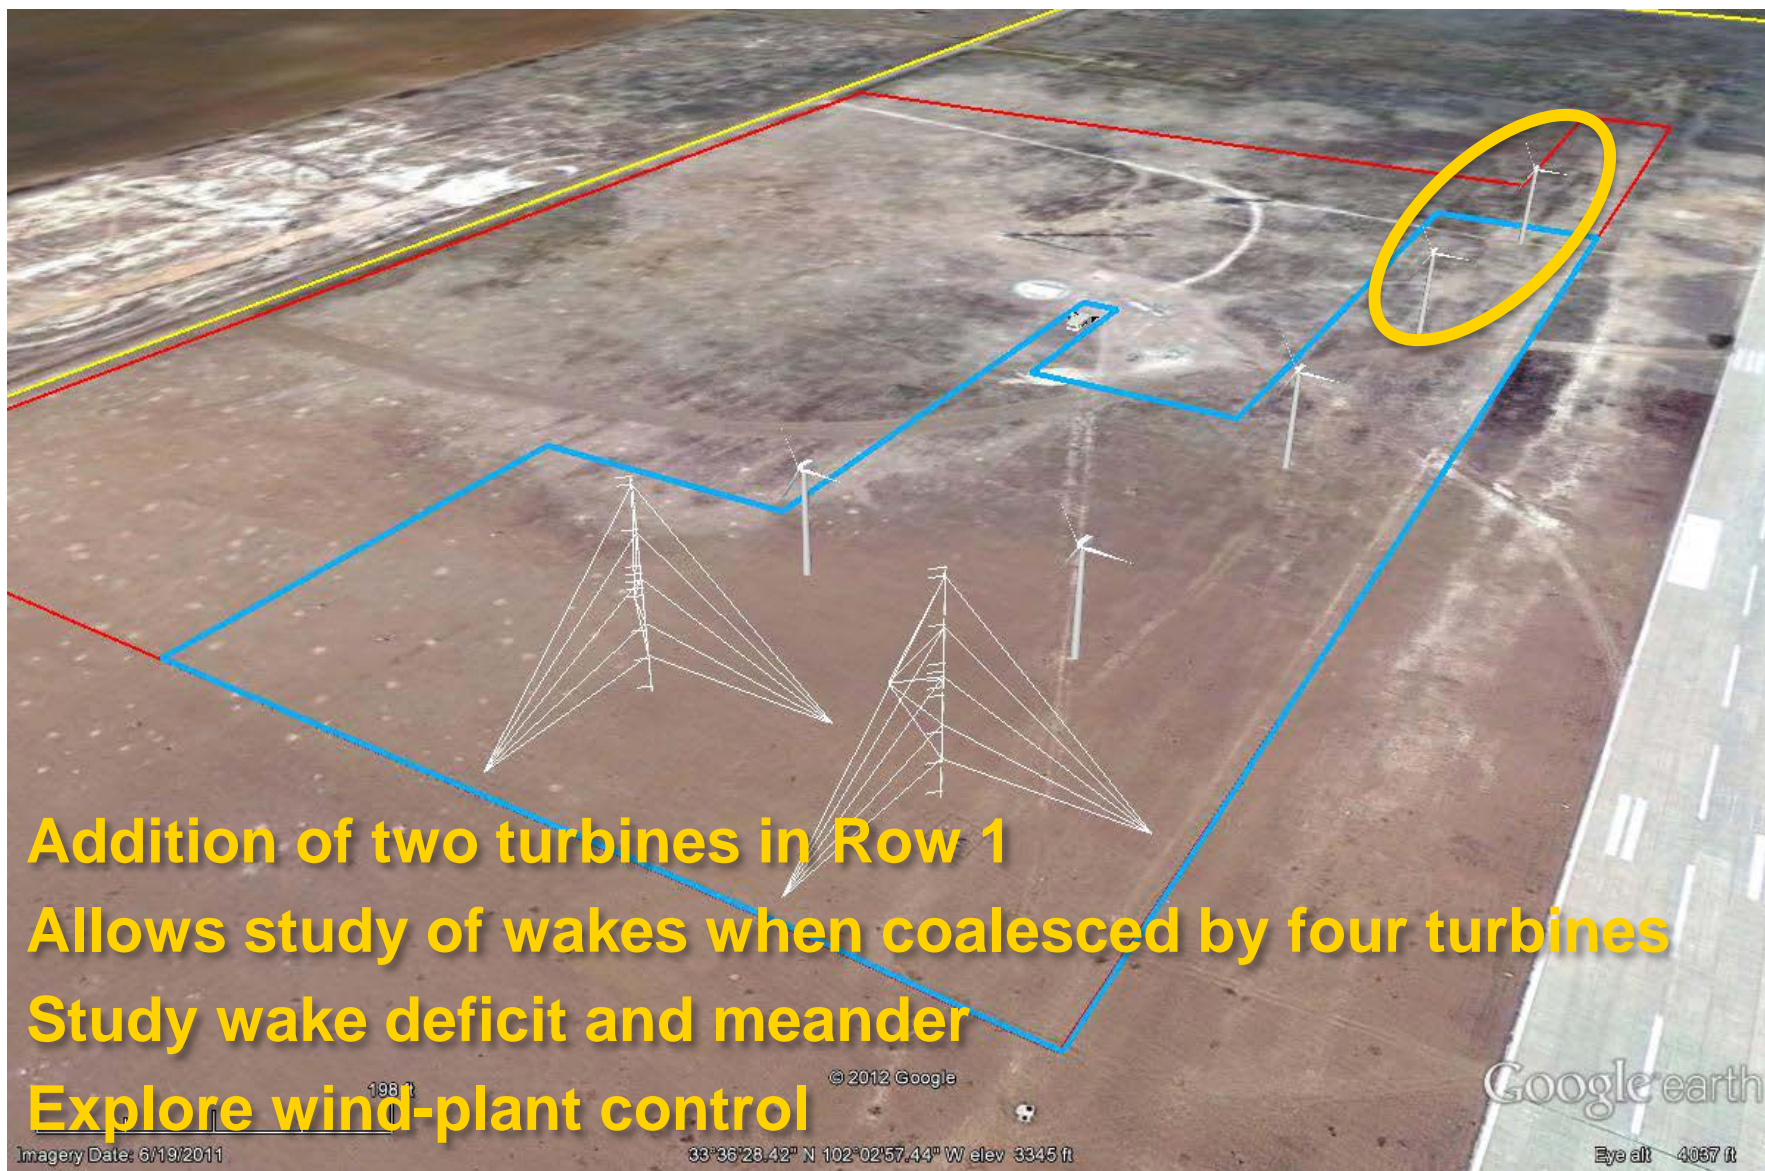 Addition of two turbines in Row 1
Allows study of wakes when coalesced by four turbines
Study wake deficit and meander
Explore wind-plant control
198 ft
© 2012 Google
Google earth
Imagery Date: 6/19/2011
33°36'28.42" N 102°02'57.44" W elev 3345 ft
Eye alt 4037 ft